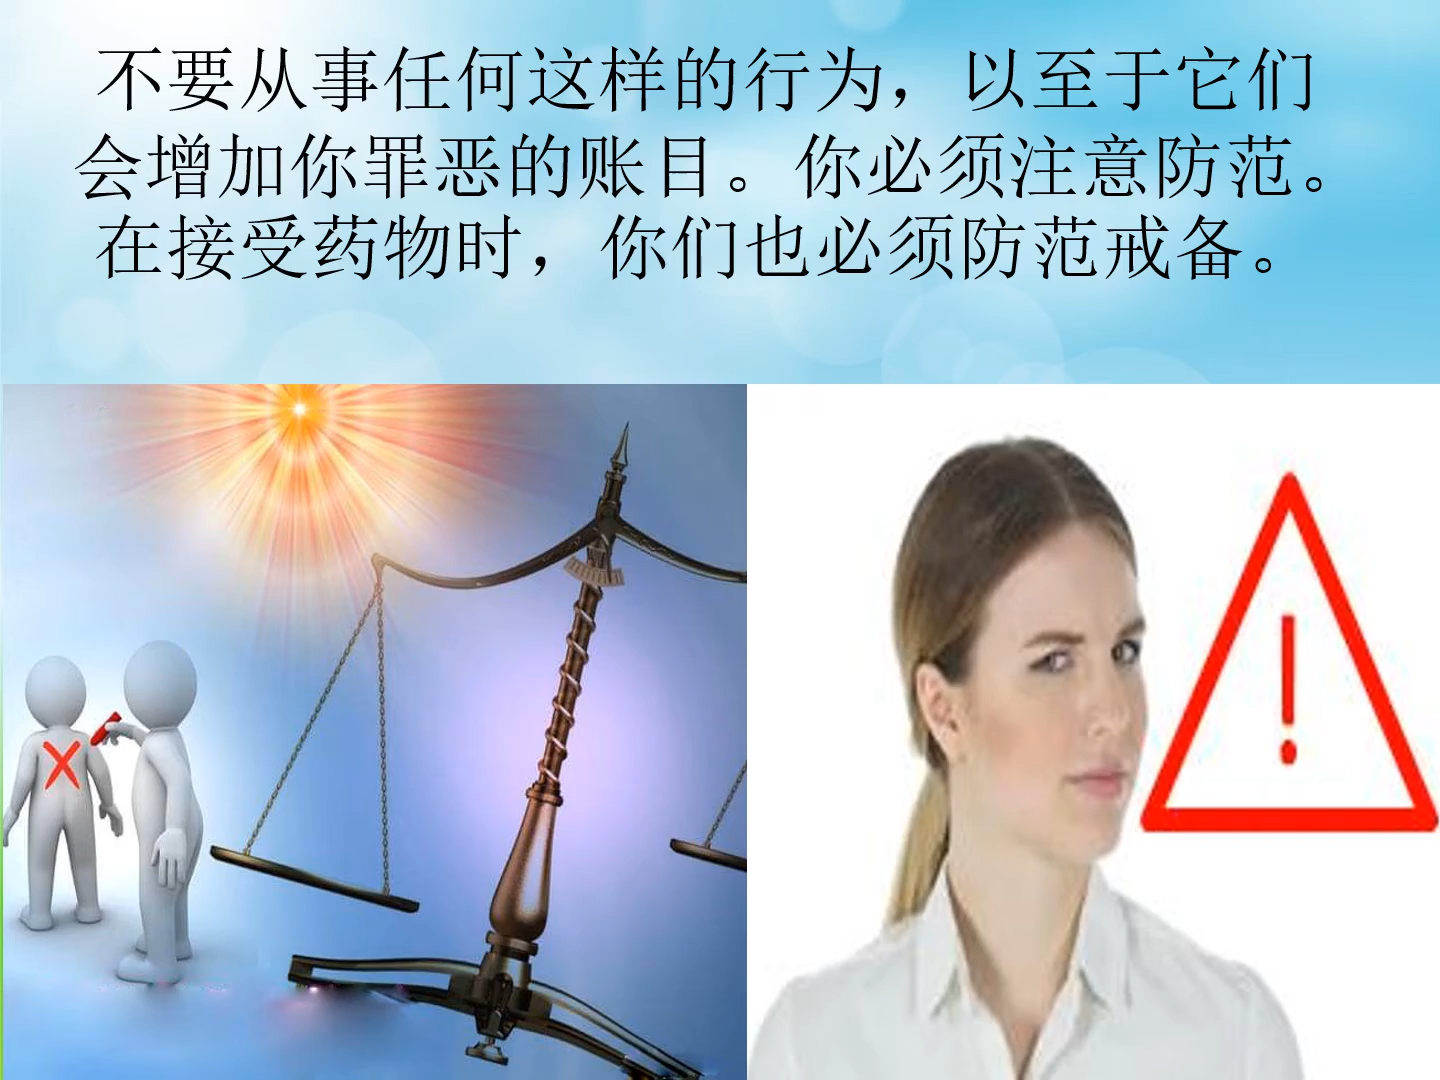 不要从事任何这样的行为，以至于它们
会增加你罪恶的账目。你必须注意防范。
在接受药物时，你们也必须防范戒备。